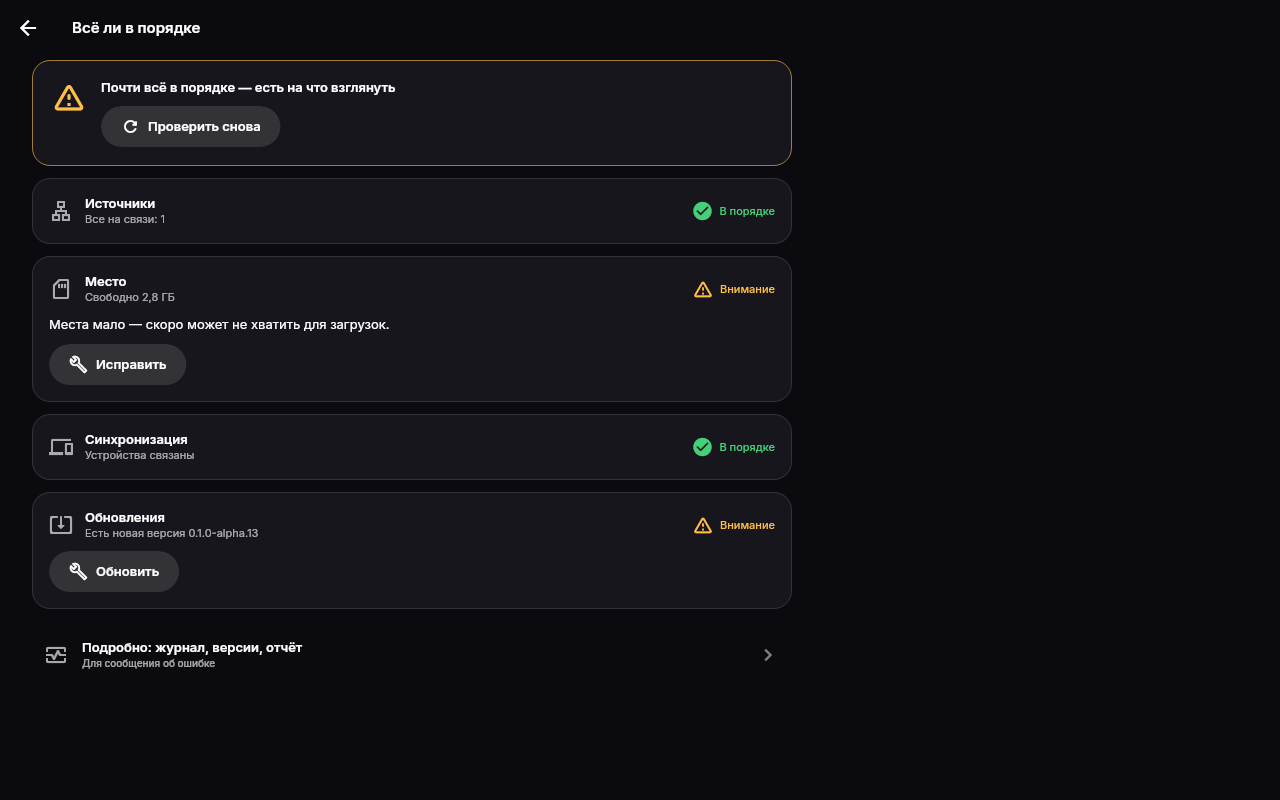 Всё ли в порядке
Почти всё в порядке — есть на что взглянуть
Проверить снова
Источники
Все на связи: 1
В порядке
Место
Свободно 2,8 ГБ
Внимание
Места мало — скоро может не хватить для загрузок.
Исправить
Синхронизация
Устройства связаны
В порядке
Обновления
Есть новая версия 0.1.0-alpha.13
Внимание
Обновить
Подробно: журнал, версии, отчёт
Для сообщения об ошибке